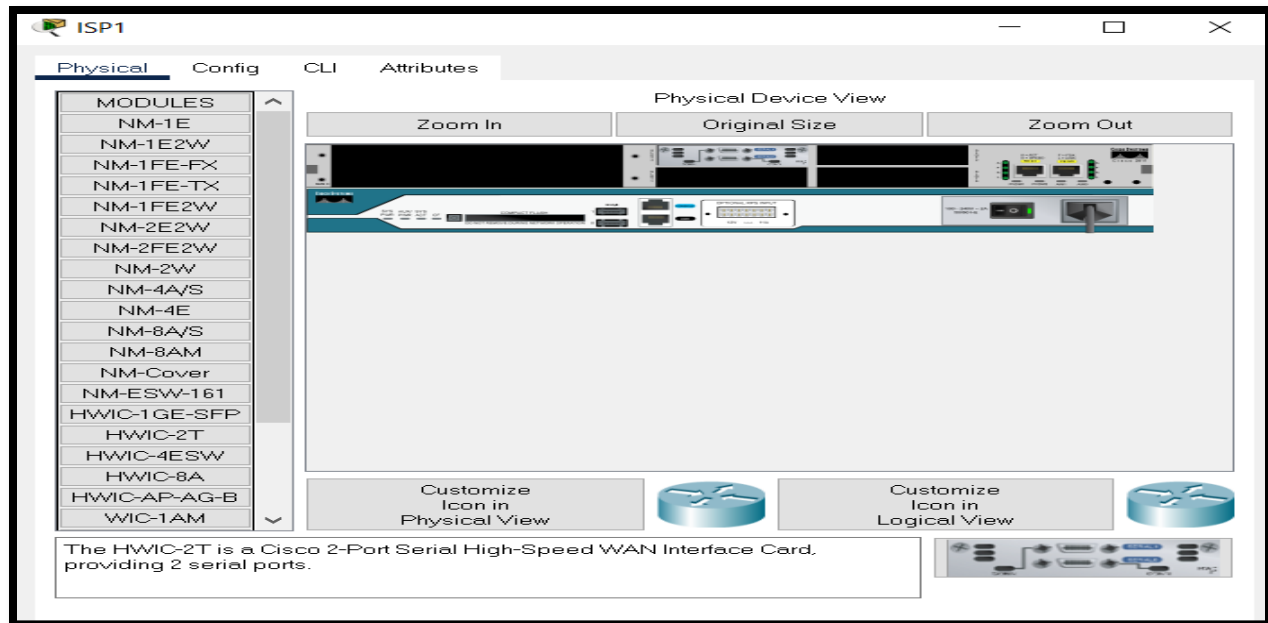 ISP1
Physical Config CLI Attributes
MODULES
NM-1E
NM-1E2W
NM-1FE-FX
NM-1FE-TX
NM-1FE2W
NM-2E2W
NM-2FE2W
NM-2W
NM-4A/S
NM-4E
NM-8A/S
NM-8AM
NM-Cover
NM-ESW-161
HWIC-1GE-SFP
HWIC-2T
HWIC-4ESW
HWIC-8A
HWIC-AP-AG-B
WIC-1AM
Physical Device View
Zoom In Original Size Zoom Out
COMPACT FLASH
Customize
Icon in
Physical View
Customize
Icon in
Logical View
The HWIC-2T is a Cisco 2-Port Serial High-Speed WAN Interface Card,
providing 2 serial ports.